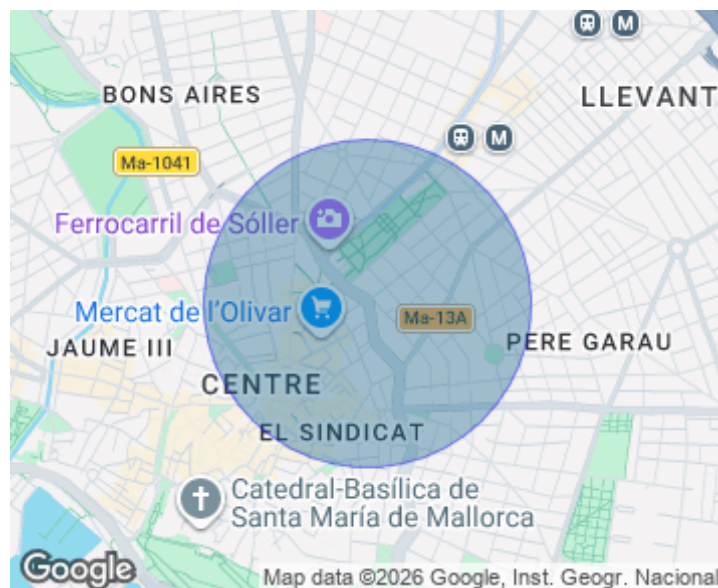 M
BONS AIRES
LLEVANT
M
Ma-1041
Ferrocarril de Sóller
Mercat de l'Olivar
Ma-13A
JAUME III
PERE GARAU
CENTRE
EL SINDICAT
Catedral-Basílica de
Santa María de Mallorca
Google
Map data ©2026 Google, Inst. Geogr. Nacional